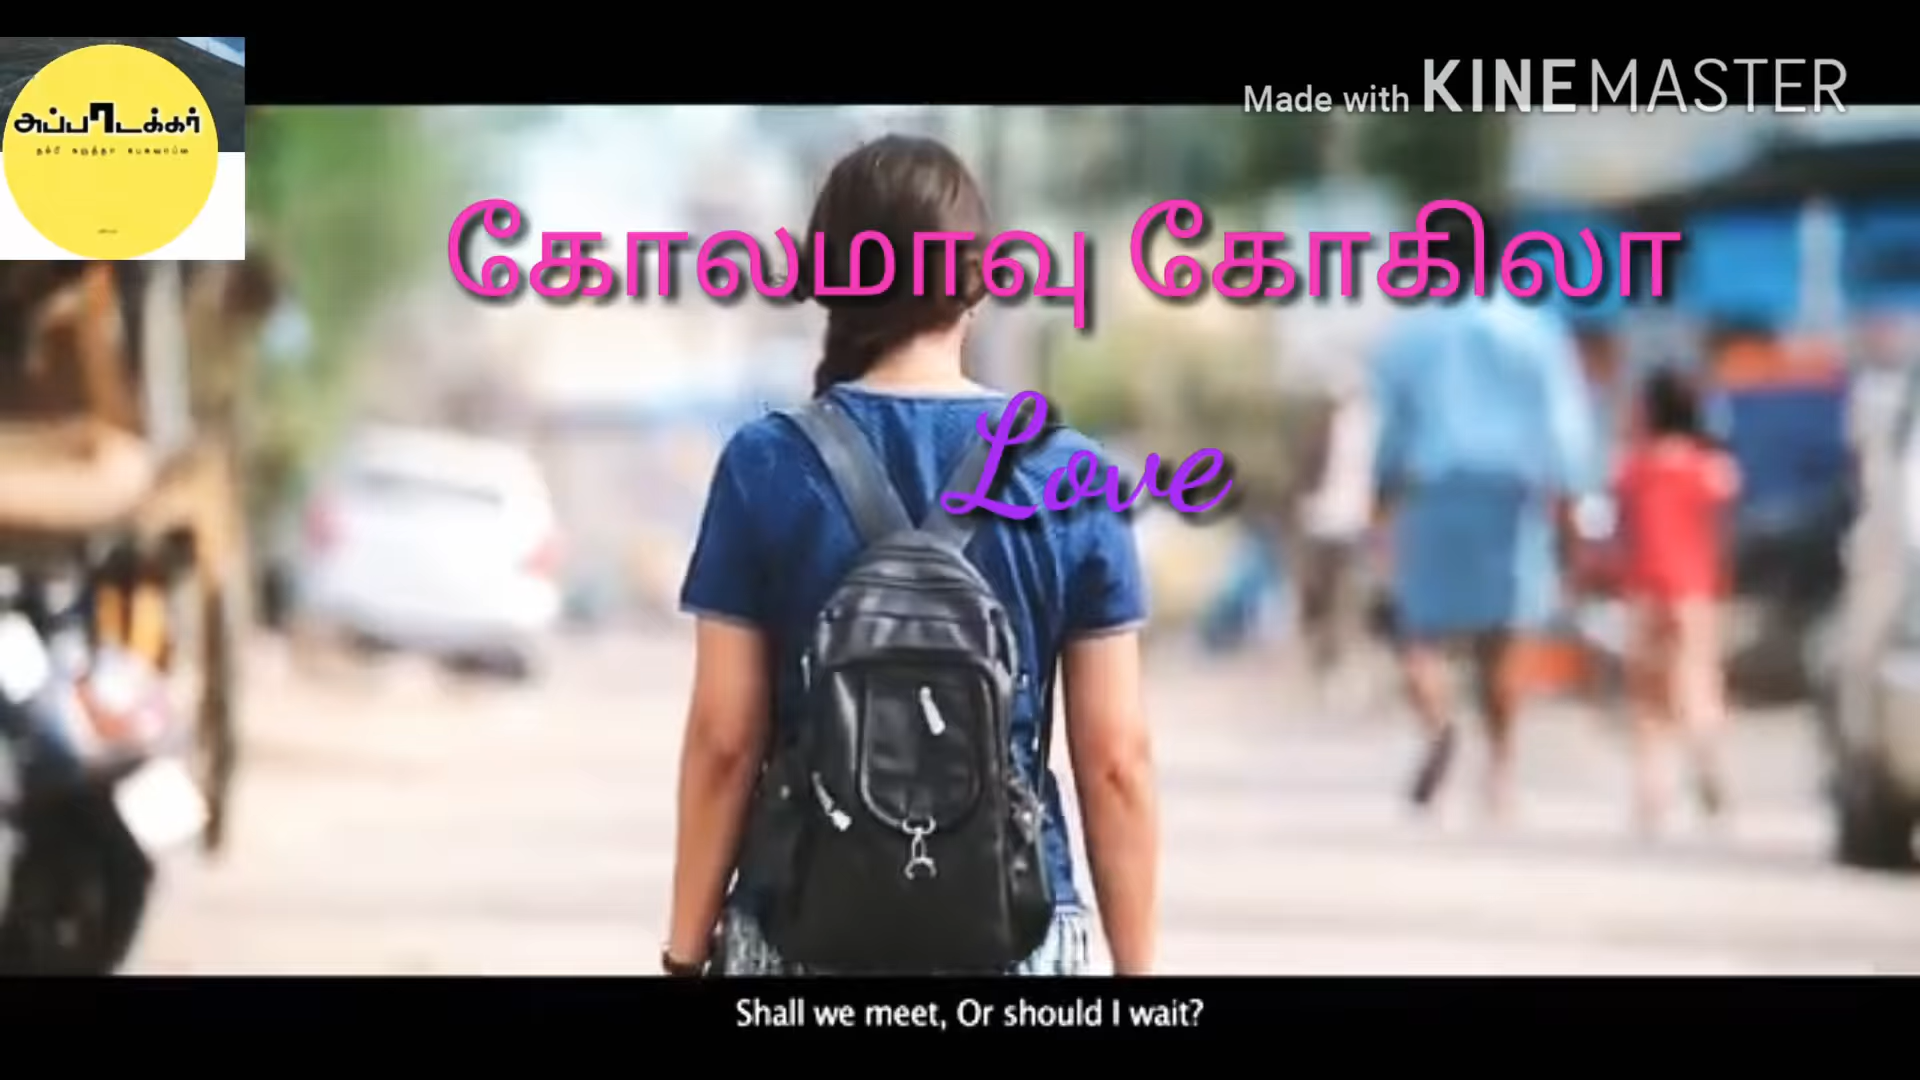 அப்பாடக்கர்
Made with KINEMASTER
கோலமாவு கோகிலா
Love
Shall we meet, Or should I wait?